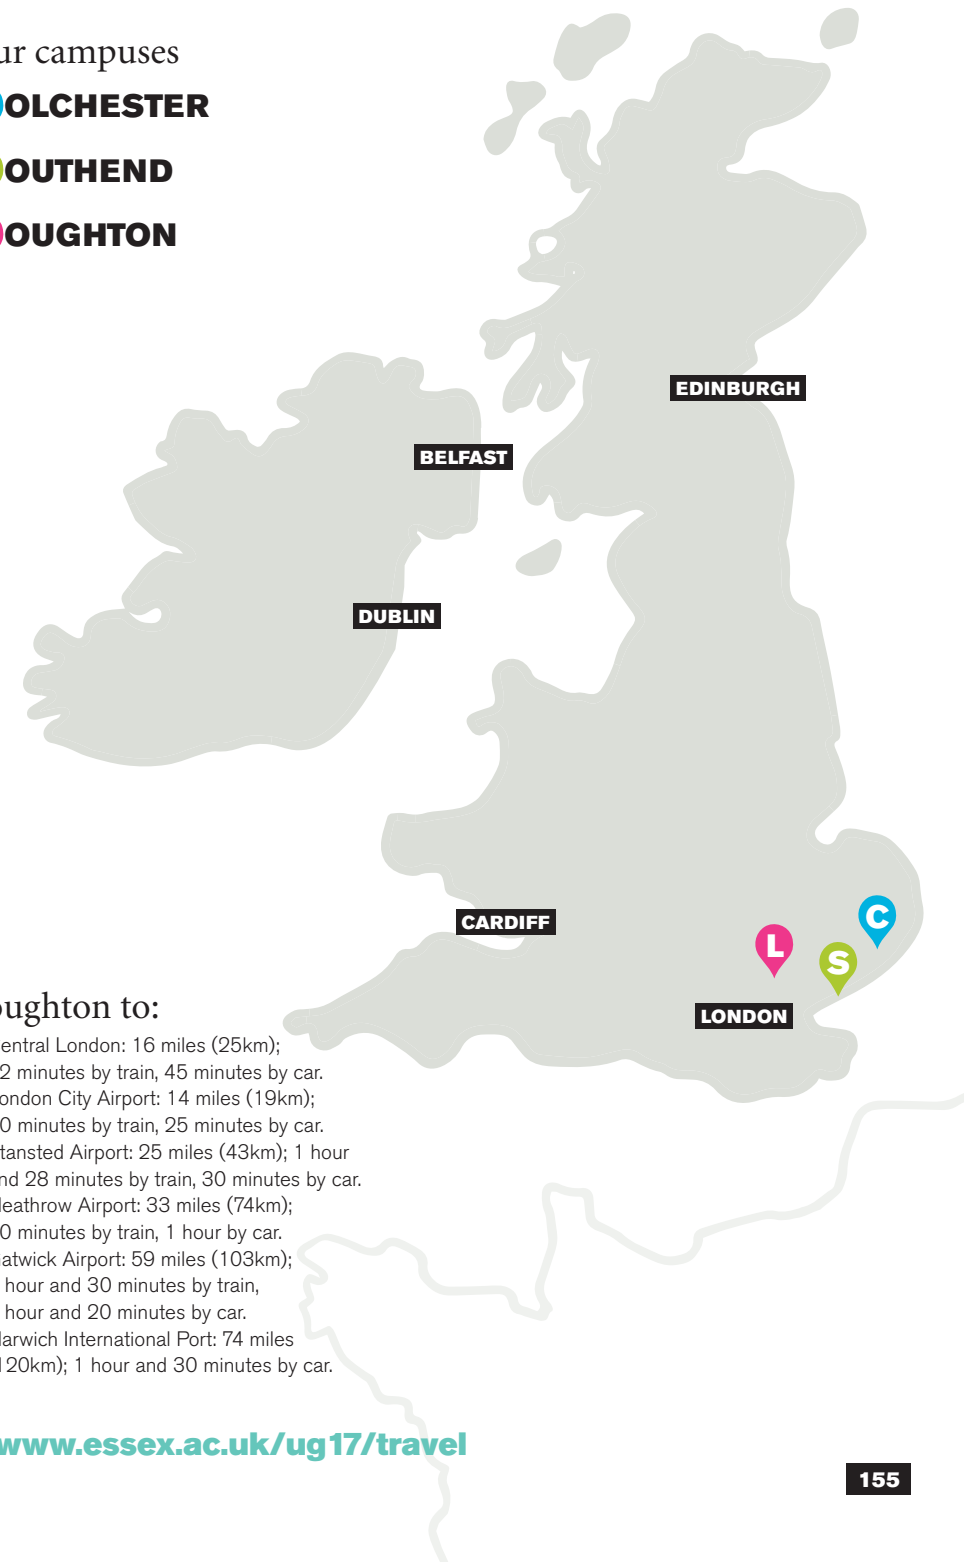 ur campuses
OLCHESTER
OUTHEND
OUGHTON
EDINBURGH
BELFAST
DUBLIN
CARDIFF
C
L
S
LONDON
oughton to:
entral London: 16 miles (25km);
2 minutes by train, 45 minutes by car.
ondon City Airport: 14 miles (19km);
0 minutes by train, 25 minutes by car.
tansted Airport: 25 miles (43km); 1 hour
nd 28 minutes by train, 30 minutes by car.
eathrow Airport: 33 miles (74km);
0 minutes by train, 1 hour by car.
atwick Airport: 59 miles (103km);
hour and 30 minutes by train,
hour and 20 minutes by car.
arwich International Port: 74 miles
120km); 1 hour and 30 minutes by car.
www.essex.ac.uk/ug17/travel
155